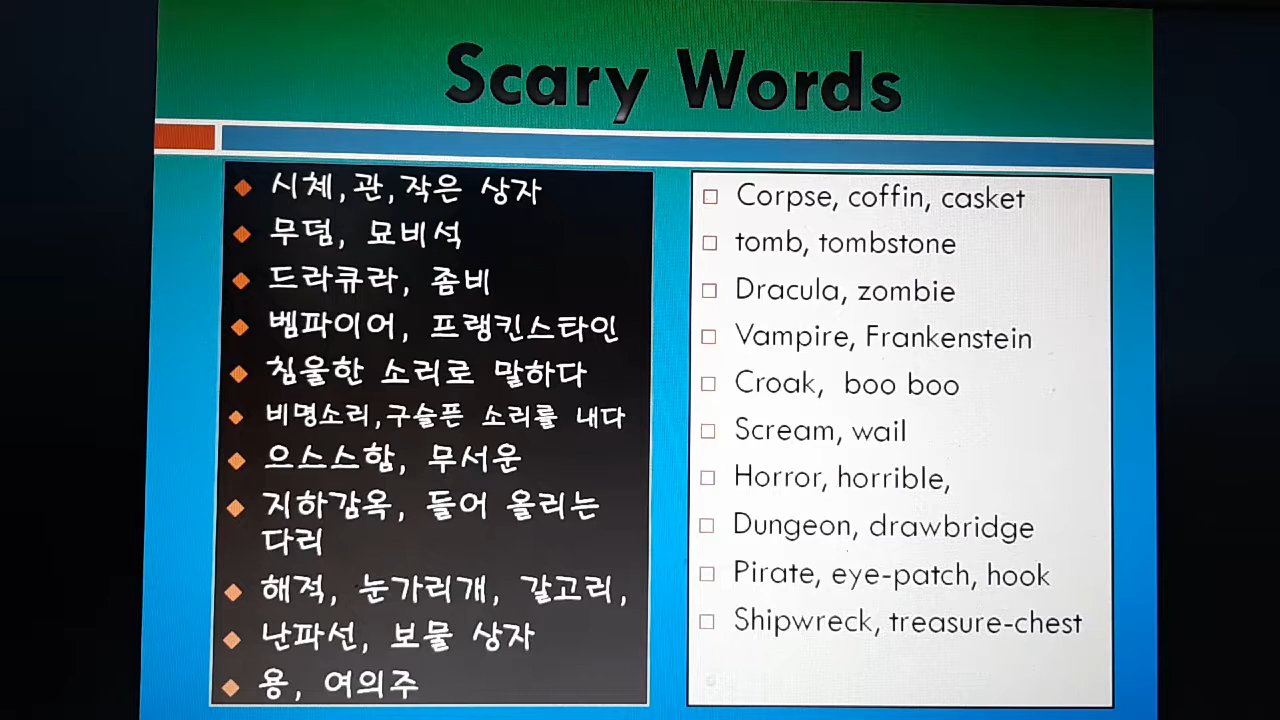 Scary Words
시체,관,작은 상자
무덤, 묘비석
드라큐라, 좀비
벰파이어, 프랭킨스타인
침울한 소리로 말하다
비명소리,구슬픈 소리를 내다
으스스함, 무서운
지하감옥, 들어 올리는
다리
해적, 눈가리개, 갈고리,
난파선, 보물 상자
용, 여의주
Corpse, coffin, casket
tomb, tombstone
Dracula, zombie
Vampire, Frankenstein
Croak, boo boo
Scream, wail
Horror, horrible,
Dungeon, drawbridge
Pirate, eye-patch, hook
Shipwreck, treasure-chest